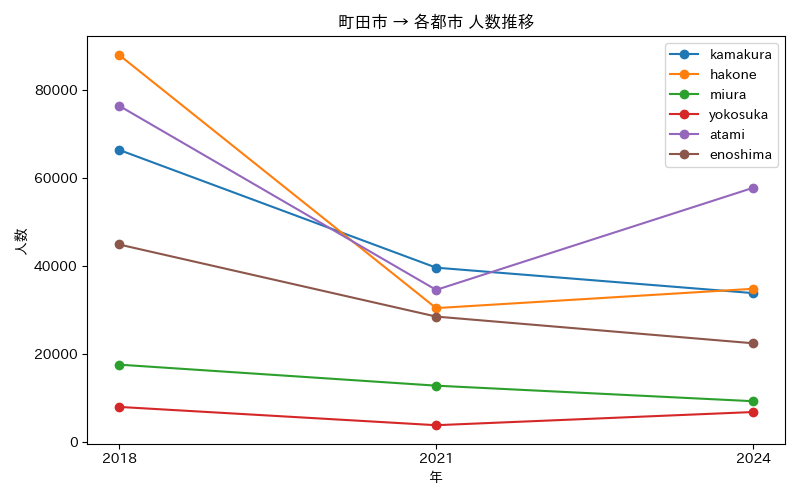 町田市 → 各都市 人数推移
kamakura
hakone
miura
yokosuka
atami
enoshima
人数
80000
60000
40000
20000
0
2018 2021 2024
年